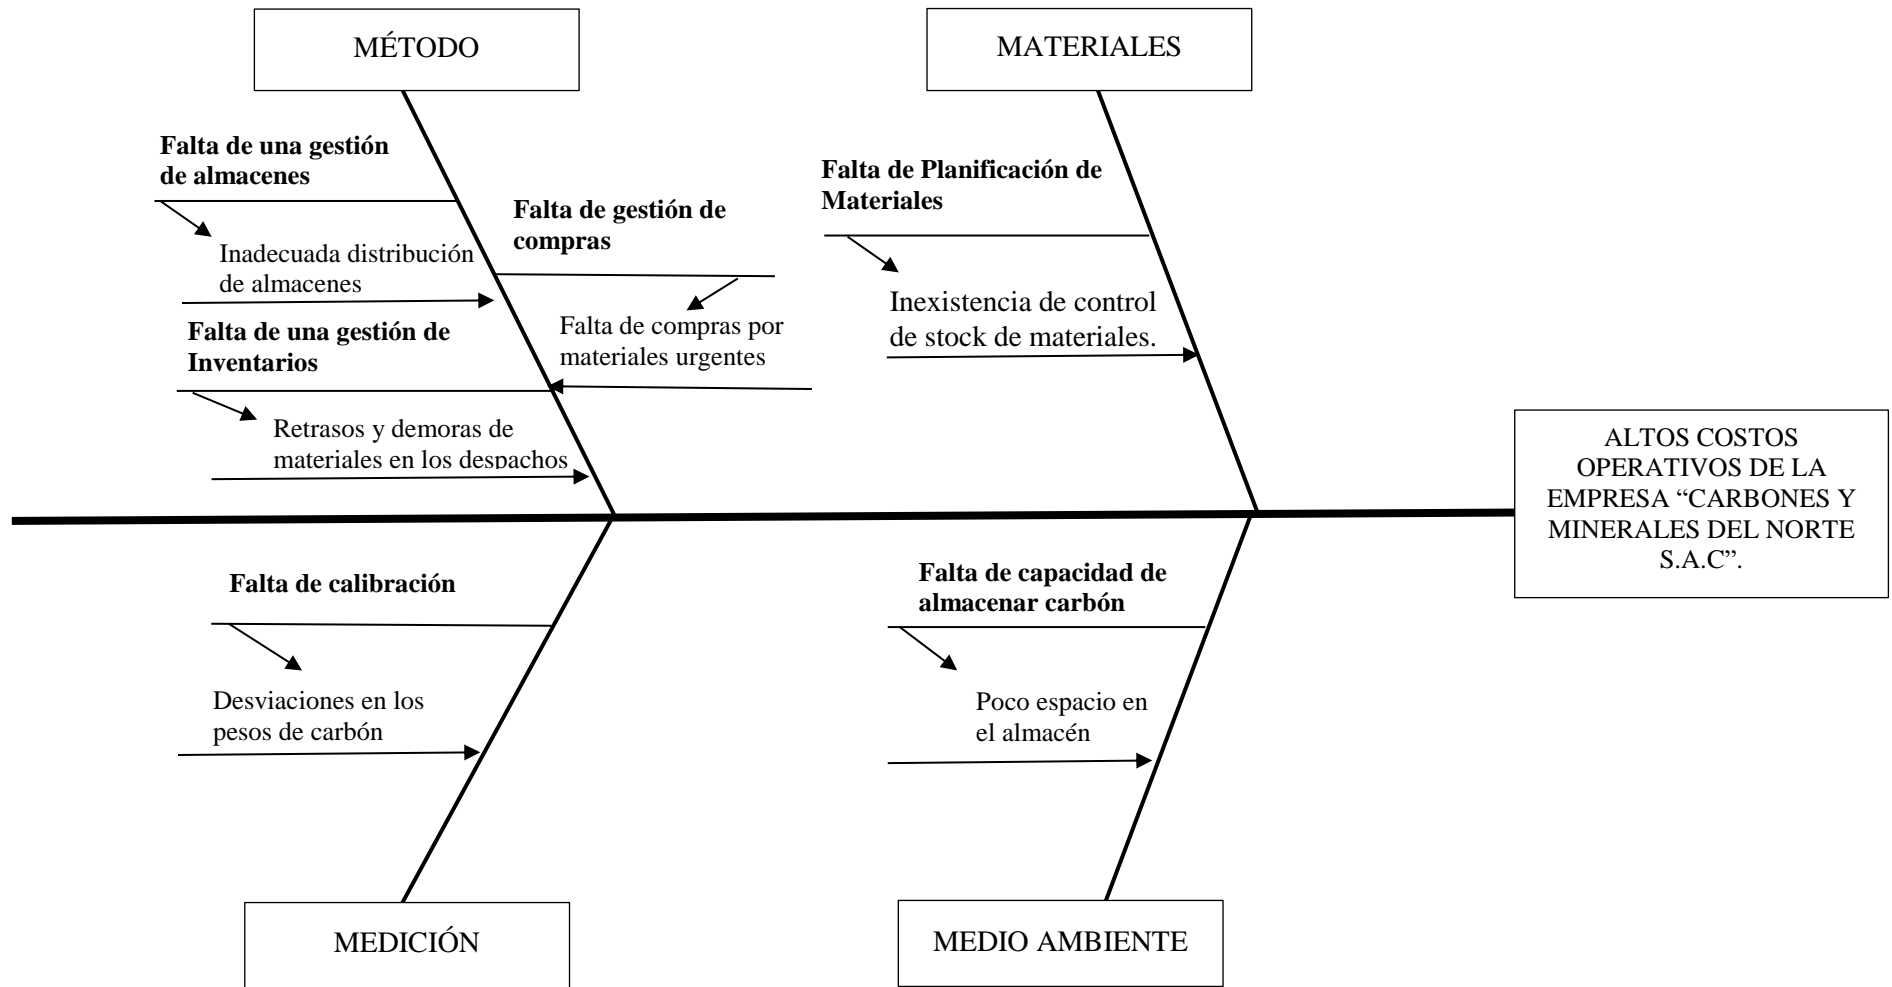 MÉTODO
MATERIALES
Falta de una gestión
de almacenes
Inadecuada distribución
de almacenes
Falta de gestión de
compras
Falta de compras por
materiales urgentes
Falta de una gestión de
Inventarios
Retrasos y demoras de
materiales en los despachos
Falta de Planificación de
Materiales
Inexistencia de control
de stock de materiales.
ALTOS COSTOS
OPERATIVOS DE LA
EMPRESA “CARBONES Y
MINERALES DEL NORTE
S.A.C”.
Falta de calibración
Desviaciones en los
pesos de carbón
Falta de capacidad de
almacenar carbón
Poco espacio en
el almacén
MEDICIÓN
MEDIO AMBIENTE